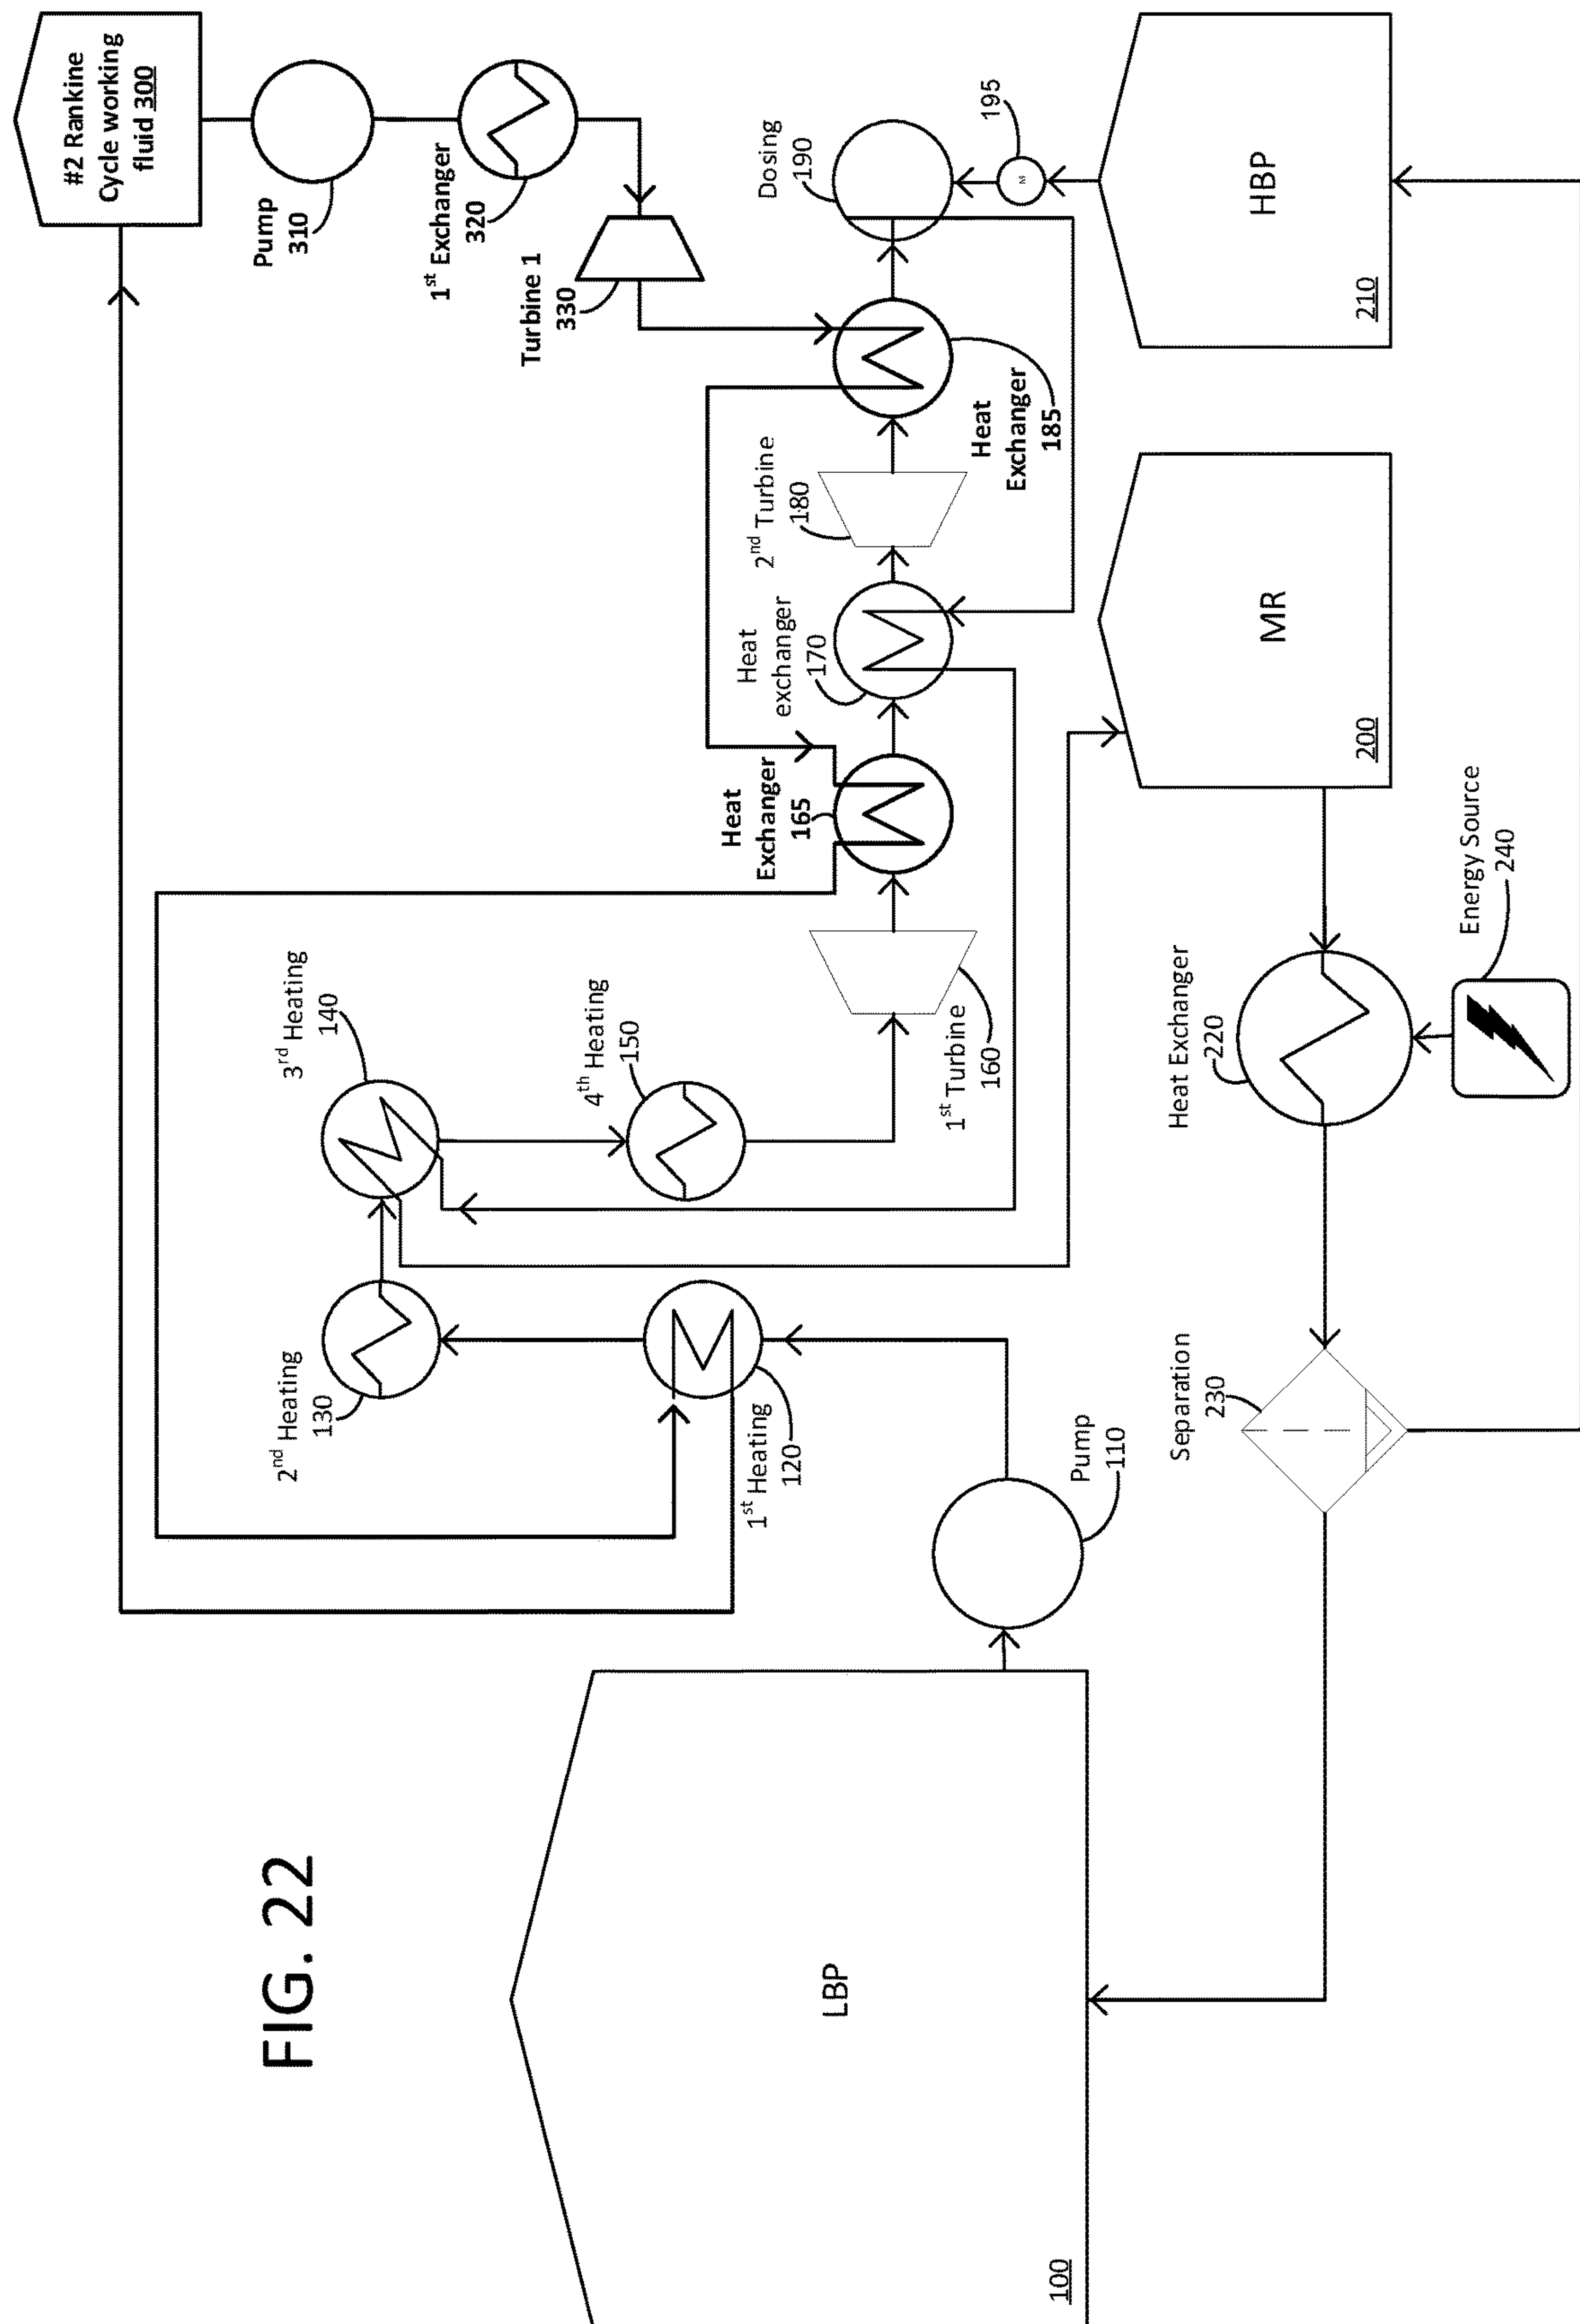 FIG. 22
#2 Rankine
Cycle working
fluid 300
Pump
310
1st Exchanger
320
Turbine 1
330
Dosing
190
195
M
HBP
210
Heat
Exchanger
185
2nd Turbine
180
Heat
exchanger
170
Heat
Exchanger
165
MR
200
3rd Heating
140
4th Heating
150
1st Turbine
160
2nd Heating
130
1st Heating
120
Pump
110
Heat Exchanger
220
Energy Source
240
Separation
230
LBP
100